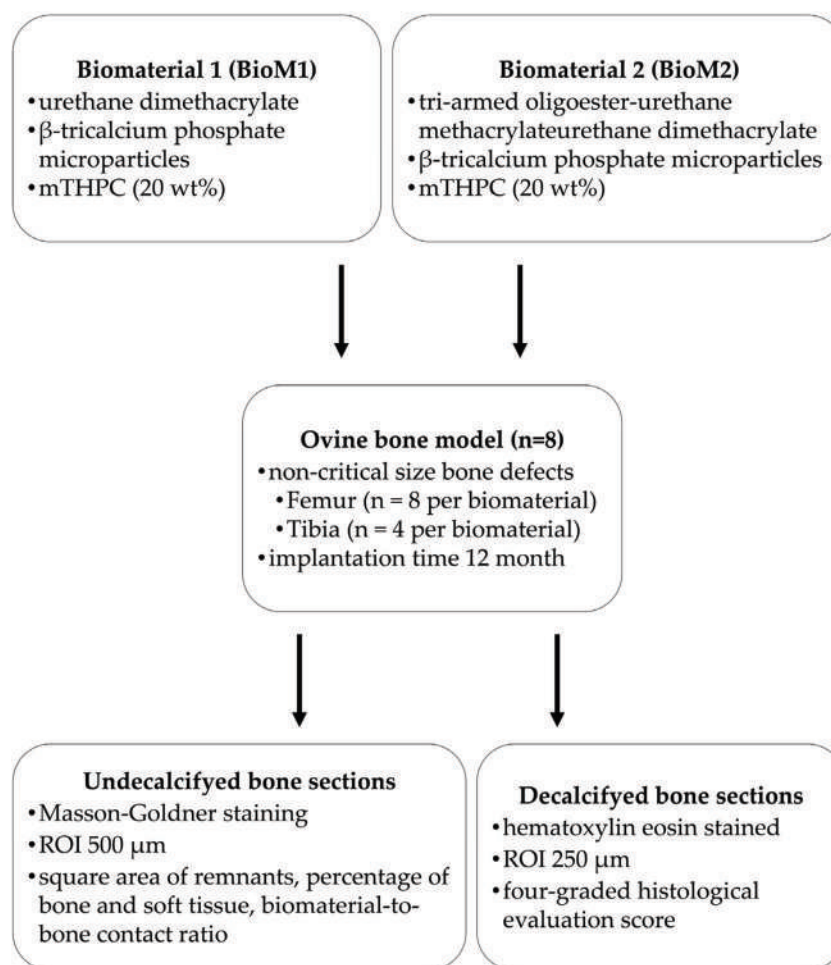 Biomaterial 1 (BioM1)
•urethane dimethacrylate
•β-tricalcium phosphate
microparticles
•mTHPC (20 wt%)
Biomaterial 2 (BioM2)
•tri-armed oligoester-urethane
methacrylateurethane dimethacrylate
•β-tricalcium phosphate microparticles
•mTHPC (20 wt%)
Ovine bone model (n=8)
•non-critical size bone defects
•Femur (n = 8 per biomaterial)
•Tibia (n = 4 per biomaterial)
•implantation time 12 month
Undecalcifyed bone sections
•Masson-Goldner staining
•ROI 500 µm
•square area of remnants, percentage of
bone and soft tissue, biomaterial-to-
bone contact ratio
Decalcifyed bone sections
•hematoxylin eosin stained
•ROI 250 µm
•four-graded histological
evaluation score